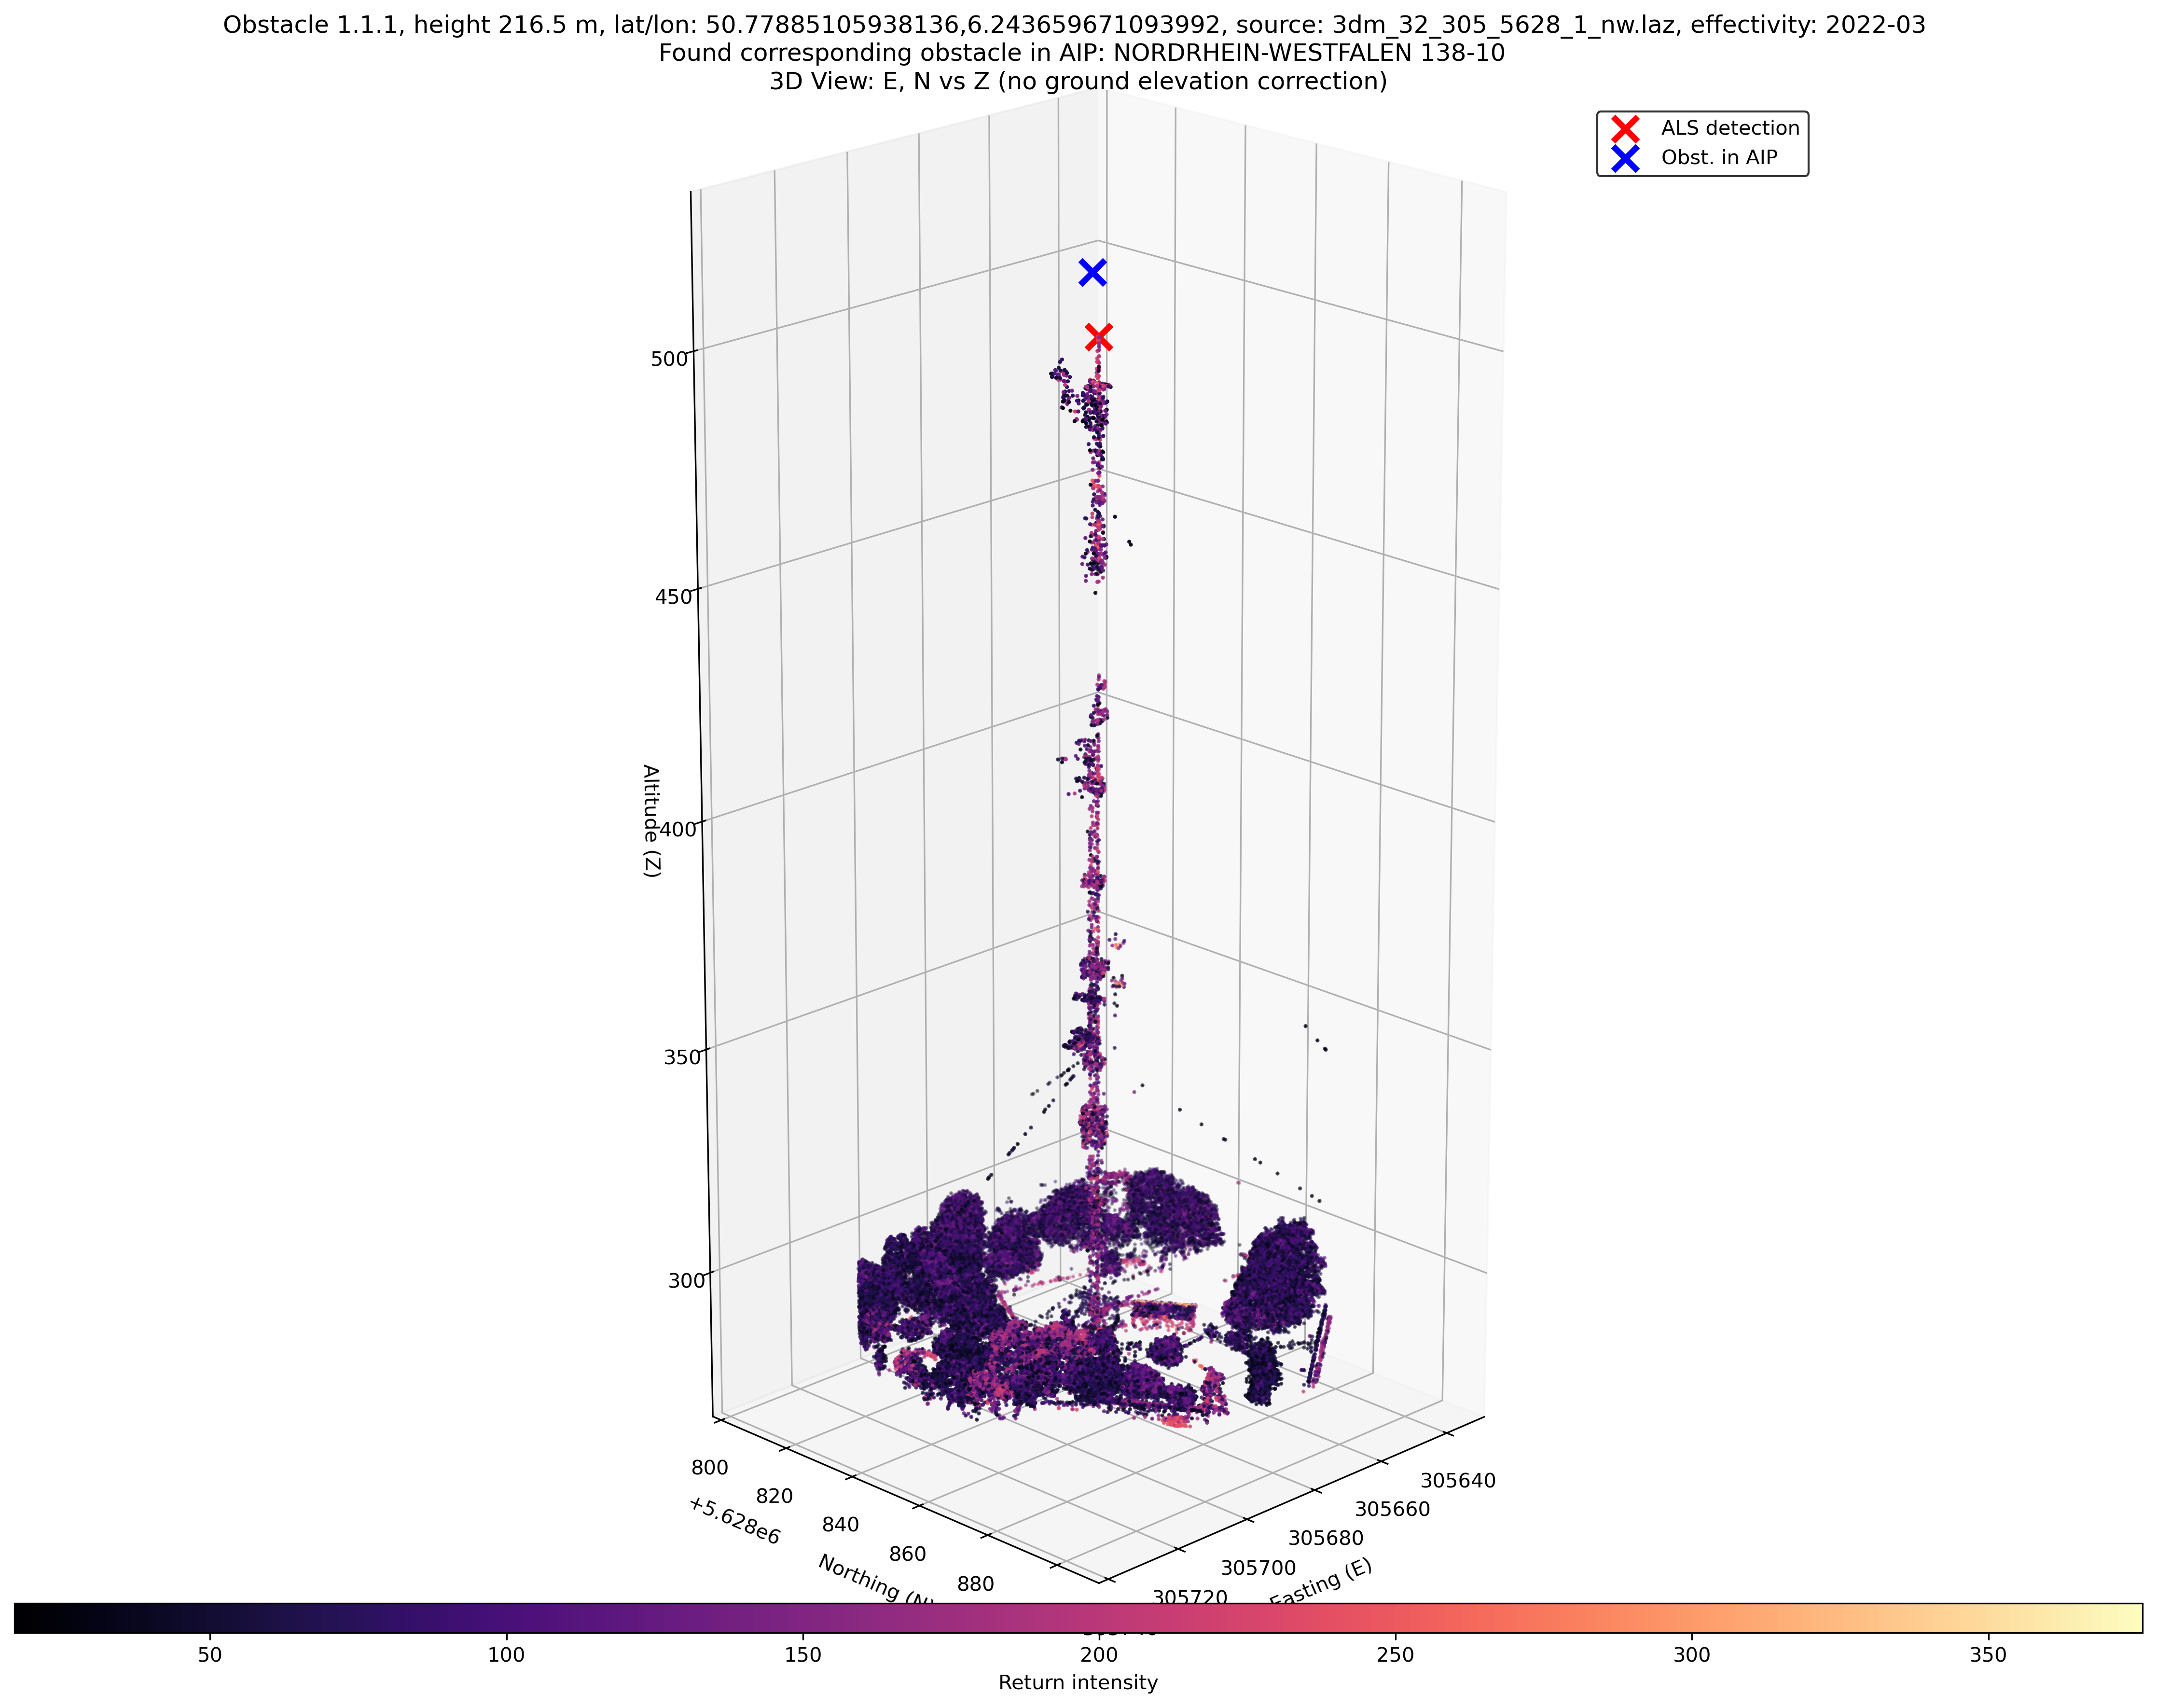 Obstacle 1.1.1, height 216.5 m, lat/lon: 50.77885105938136,6.243659671093992, source: 3dm_32_305_5628_1_nw.laz, effectivity: 2022-03
Found corresponding obstacle in AIP: NORDRHEIN-WESTFALEN 138-10
3D View: E, N vs Z (no ground elevation correction)
ALS detection
Obst. in AIP
500
450
400
350
300
Altitude (Z)
800
820
840
860
880
+5.628e6
Northing (N)
305640
305660
305680
305700
305720
Easting (E)
50
100
150
200
250
300
350
Return intensity